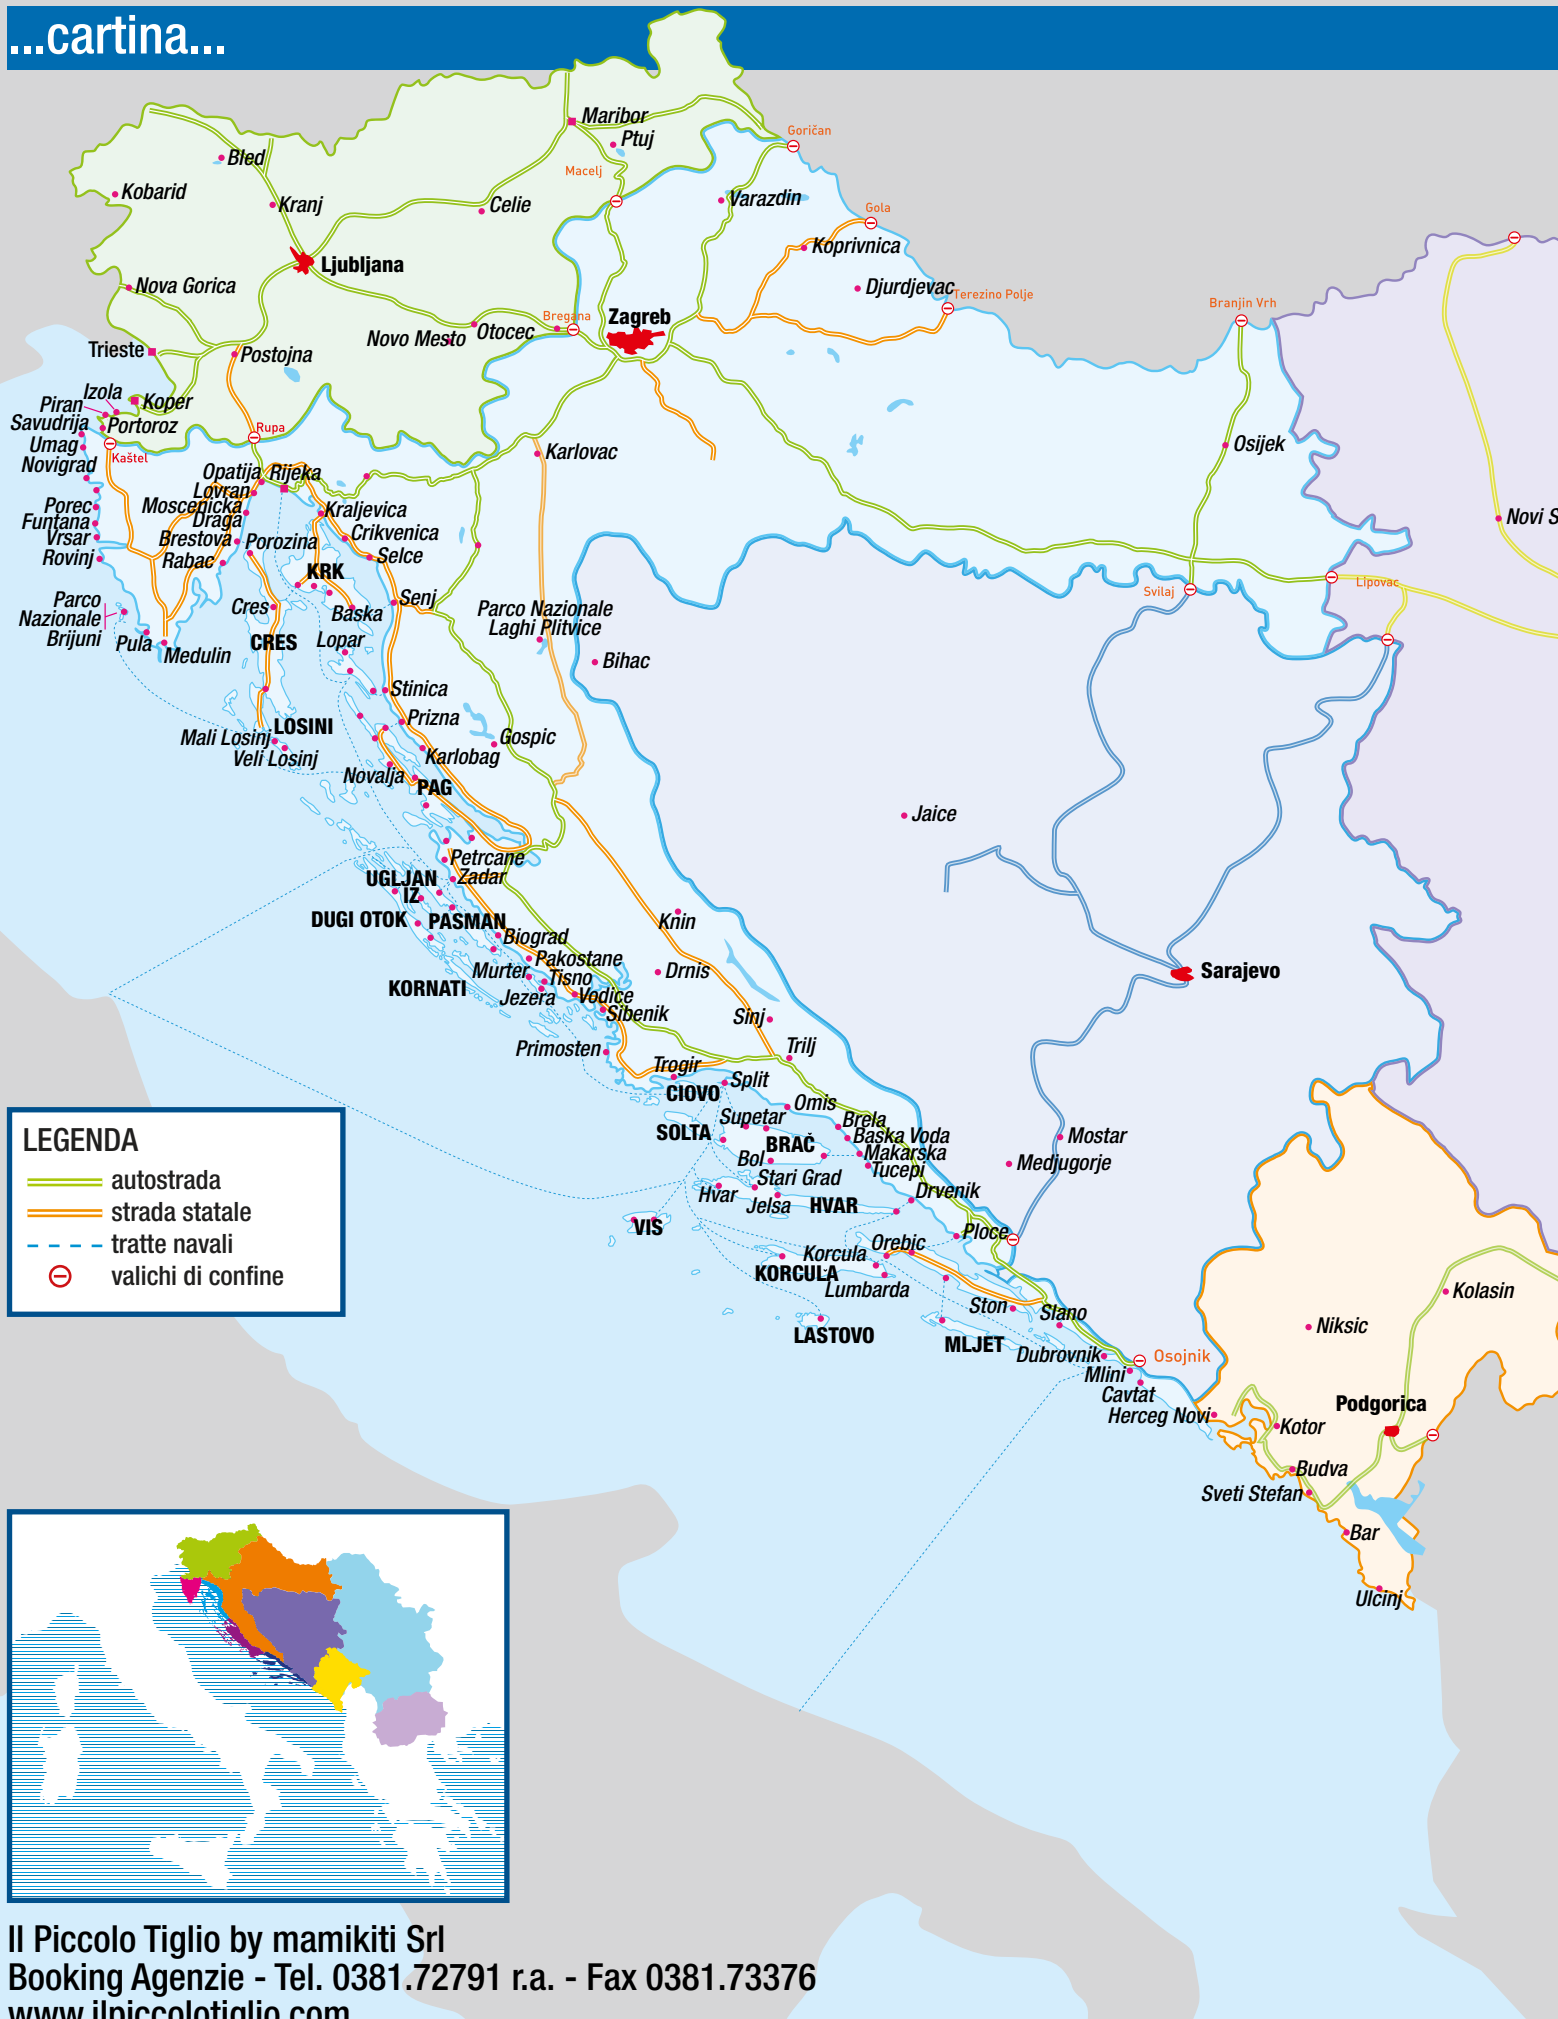 ...cartina...
Maribor
Ptuj
Goričan
Bled
Macelj
Kobarid
Kranj
Celie
Varazdin
Gola
Koprivnica
Ljubljana
Nova Gorica
Djurdjevac
Terezino Polje
Branjin Vrh
Novo Mesto
Otocec
Bregana
Zagreb
Trieste
Postojna
Izola
Koper
Piran
Savudrija
Portoroz
Umag
Novigrad
Kaštel
Rupa
Karlovac
Osijek
Opatija
Rijeka
Lovran
Moscenicka
Draga
Brestova
Porozina
Rabac
Porec
Funtana
Vrsar
Rovinj
Kraljevica
Crikvenica
Selce
Novi S
KRK
Baska
Senj
Svilaj
Lipovac
Parco
Nazionale
Brijuni
Pula
Medulin
Cres
CRES
Lopar
Parco Nazionale
Laghi Plitvice
Bihac
Stinica
Prizna
LOSINI
Mali Losinj
Veli Losinj
Gospic
Karlobag
Novalja
PAG
Jaice
Petrcane
Zadar
UGLJAN
IZ
DUGI OTOK
PASMAN
Knin
Biograd
Pakostane
Murter
Tisno
Drnis
KORNATI
Jezera
Vodice
Sibenik
Sarajevo
Sinj
Primosten
Trilj
Trogir
CIOVO
Split
Omis
Supetar
Brela
SOLTA
BRAČ
Baska Voda
Makarska
Bol
Tucepi
Mostar
Medjugorje
Stari Grad
Hvar
Jelsa
HVAR
Drvenik
VIS
Ploce
Orebic
Korcula
KORCULA
Lumbarda
Ston
Slano
LASTOVO
MLJET
Dubrovnik
Osojnik
Mlini
Cavtat
Herceg Novi
Kolasin
Niksic
Podgorica
Kotor
Budva
Sveti Stefan
Bar
Ulcinj
LEGENDA
autostrada
strada statale
tratte navali
valichi di confine
Il Piccolo Tiglio by mamikiti Srl
Booking Agenzie - Tel. 0381.72791 r.a. - Fax 0381.73376
www.ilpiccolotiglio.com